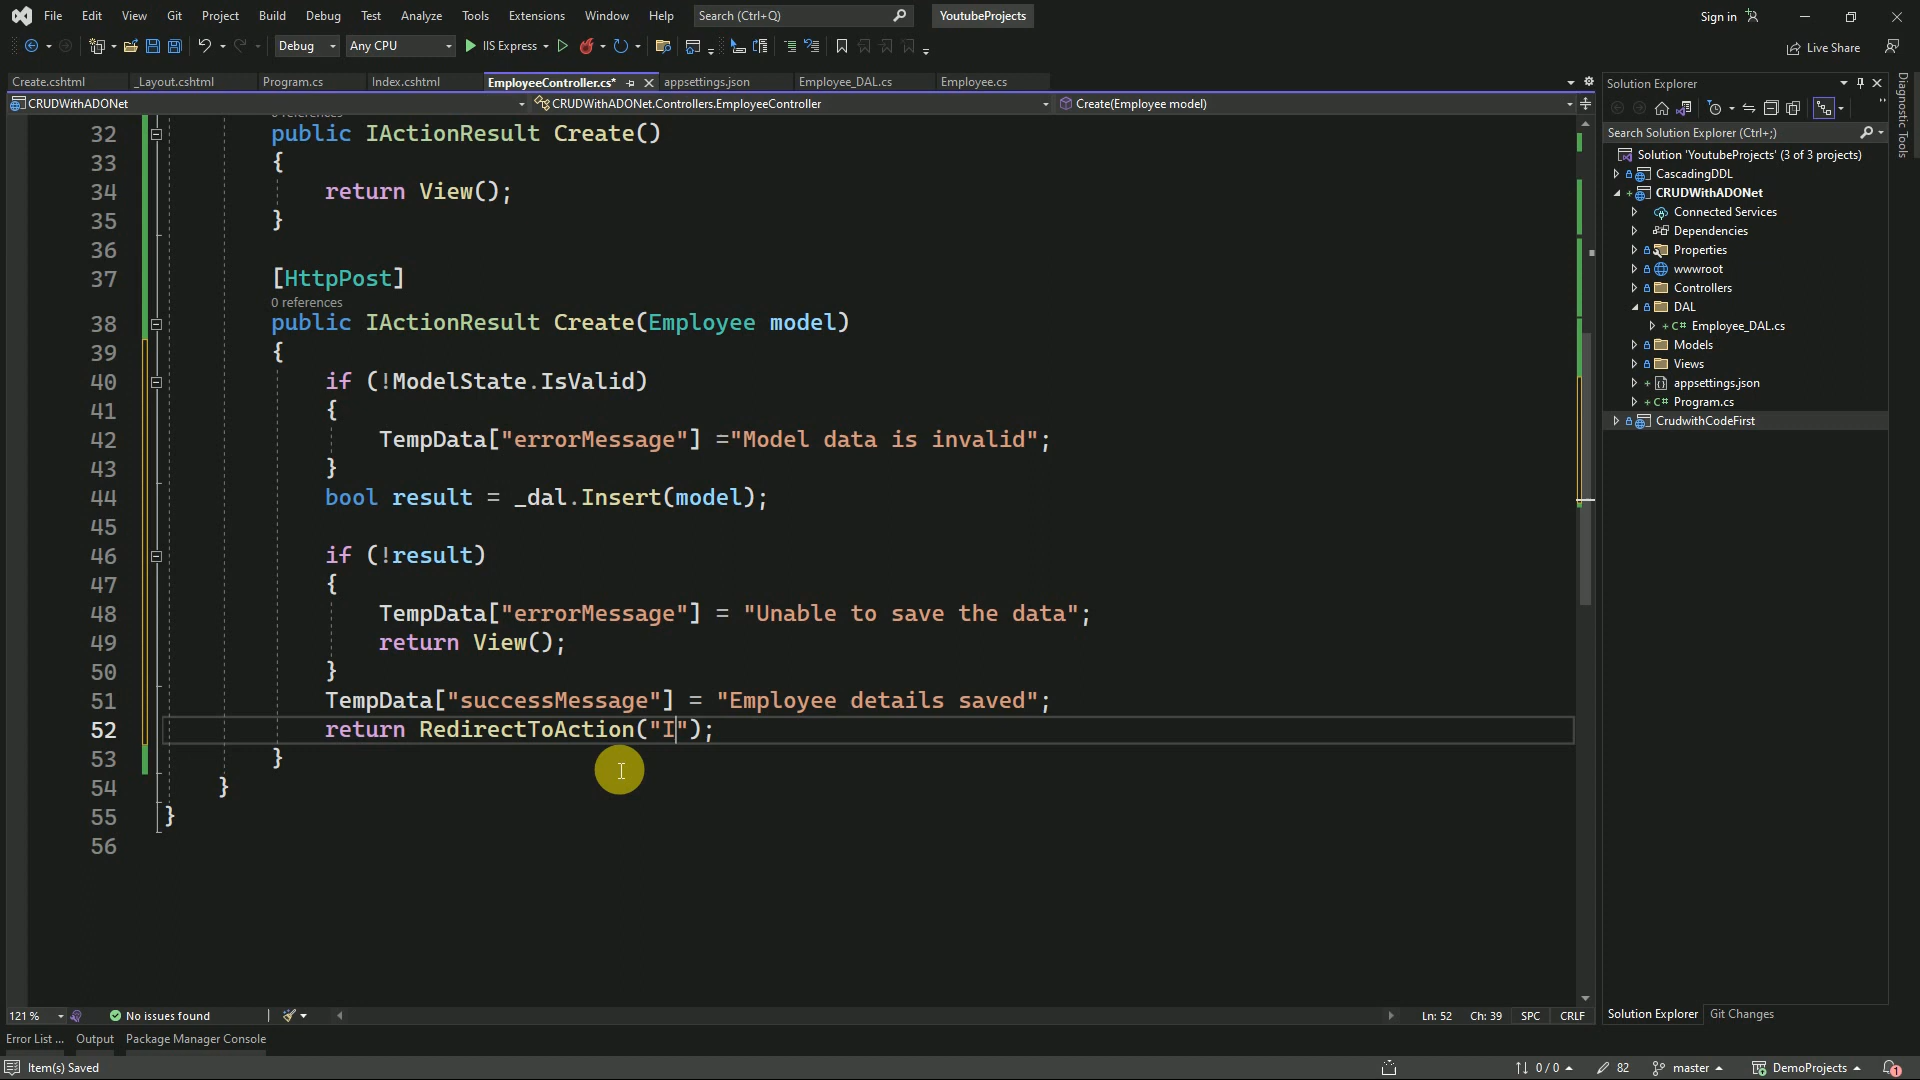 File Edit View Git Project Build Debug Test Analyze Tools Extensions Window Help Search (Ctrl+Q) YoutubeProjects Sign in
Debug Any CPU IIS Express Live Share
Create.cshtml _Layout.cshtml Program.cs Index.cshtml EmployeeController.cs* appsettings.json Employee_DAL.cs Employee.cs
CRUDWithADONet CRUDWithADONet.Controllers.EmployeeController Create(Employee model)
32 public IActionResult Create()
33 {
34 return View();
35 }
36
37 [HttpPost]
0 references
38 public IActionResult Create(Employee model)
39 {
40 if (!ModelState.IsValid)
41 {
42 TempData["errorMessage"] ="Model data is invalid";
43 }
44 bool result = _dal.Insert(model);
45
46 if (!result)
47 {
48 TempData["errorMessage"] = "Unable to save the data";
49 return View();
50 }
51 TempData["successMessage"] = "Employee details saved";
52 return RedirectToAction("I");
53 }
54 }
55 }
56
121 % No issues found Ln: 52 Ch: 39 SPC CRLF
Error List ... Output Package Manager Console
Item(s) Saved 0 / 0 82 master DemoProjects 1
Solution Explorer
Search Solution Explorer (Ctrl+;)
Solution 'YoutubeProjects' (3 of 3 projects)
CascadingDDL
CRUDWithADONet
Connected Services
Dependencies
Properties
wwwroot
Controllers
DAL
C# Employee_DAL.cs
Models
Views
appsettings.json
C# Program.cs
CrudwithCodeFirst
Solution Explorer Git Changes
Diagnostic Tools